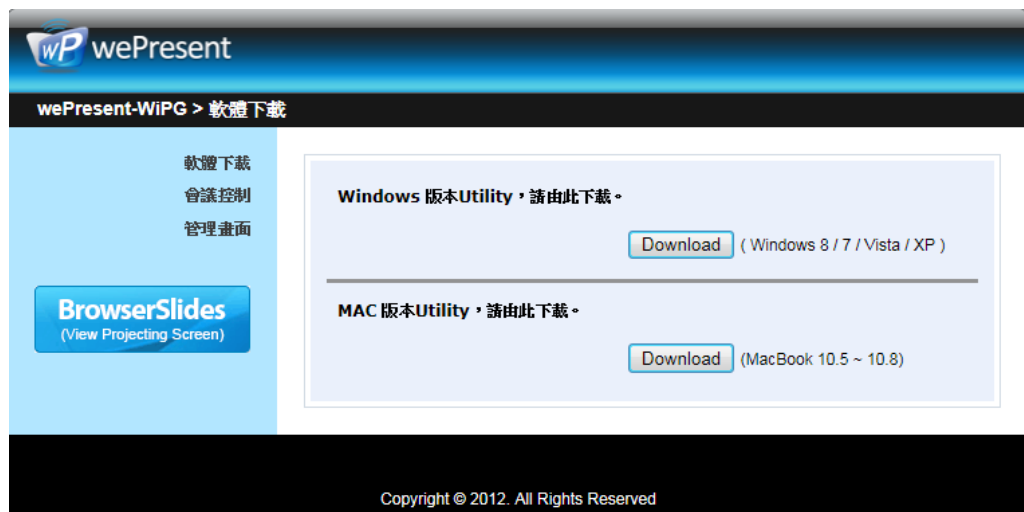 wP wePresent
wePresent-WiPG > 軟體下載
軟體下載
會議控制
管理畫面
BrowserSlides
(View Projecting Screen)
Windows 版本Utility，請由此下載。
Download ( Windows 8 / 7 / Vista / XP )
MAC 版本Utility，請由此下載。
Download (MacBook 10.5 ~ 10.8)
Copyright © 2012. All Rights Reserved